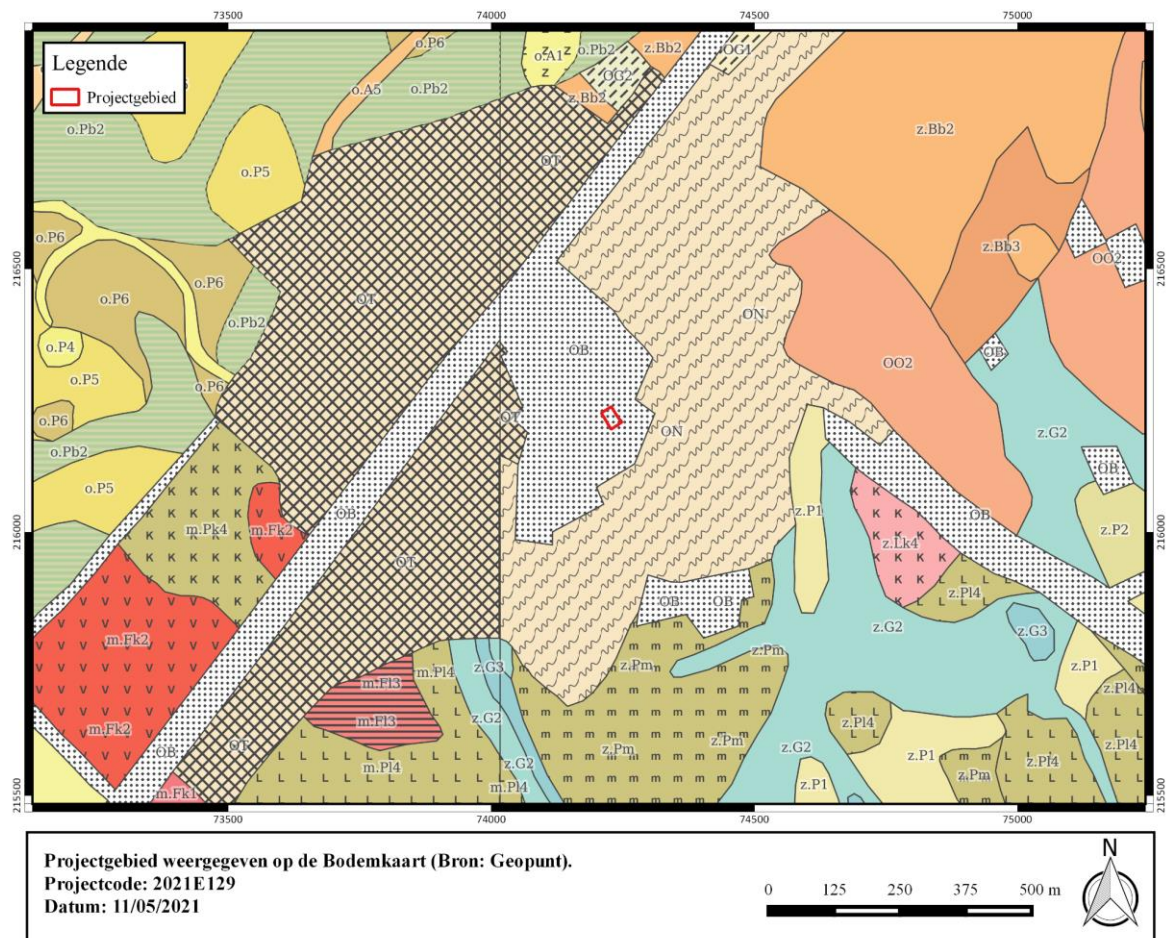 73500
74000
74500
75000
Legende
Projectgebied
o.P6
o.A5
o.Pb2
o.A1
o.Pb2
OG2
z.Bb2
z.Bb2
OG1
o.Pb2
z.Bb2
OT
o.P5
o.P6
o.P6
o.P6
z.Bb3
OO2
216500
216500
OT
ON
o.Pb2
o.P4
OB
OB
o.P5
OO2
o.P6
o.P6
OT
ON
z.G2
o.Pb2
OB
o.P5
m.Pk4
m.Fk2
OB
z.P1
OB
z.P2
216000
216000
z.Lk4
OT
z.Pl4
OB
OB
z.G2
z.G3
m.Fk2
z.Pm
z.Pm
z.P1
m.Fl3
m.Pl4
z.G3
z.Pl4
m.Fl3
z.G2
z.Pl4
m.Fk2
OB
OT
z.Pm
z.Pm
z.G2
z.P1
z.Pl4
z.Pl4
m.Pl4
z.G2
z.Pm
m.Fk1
m.Pl4
z.P1
215500
215500
73500
74000
74500
75000
Projectgebied weergegeven op de Bodemkaart (Bron: Geopunt).
Projectcode: 2021E129
Datum: 11/05/2021
0 125 250 375 500 m
N